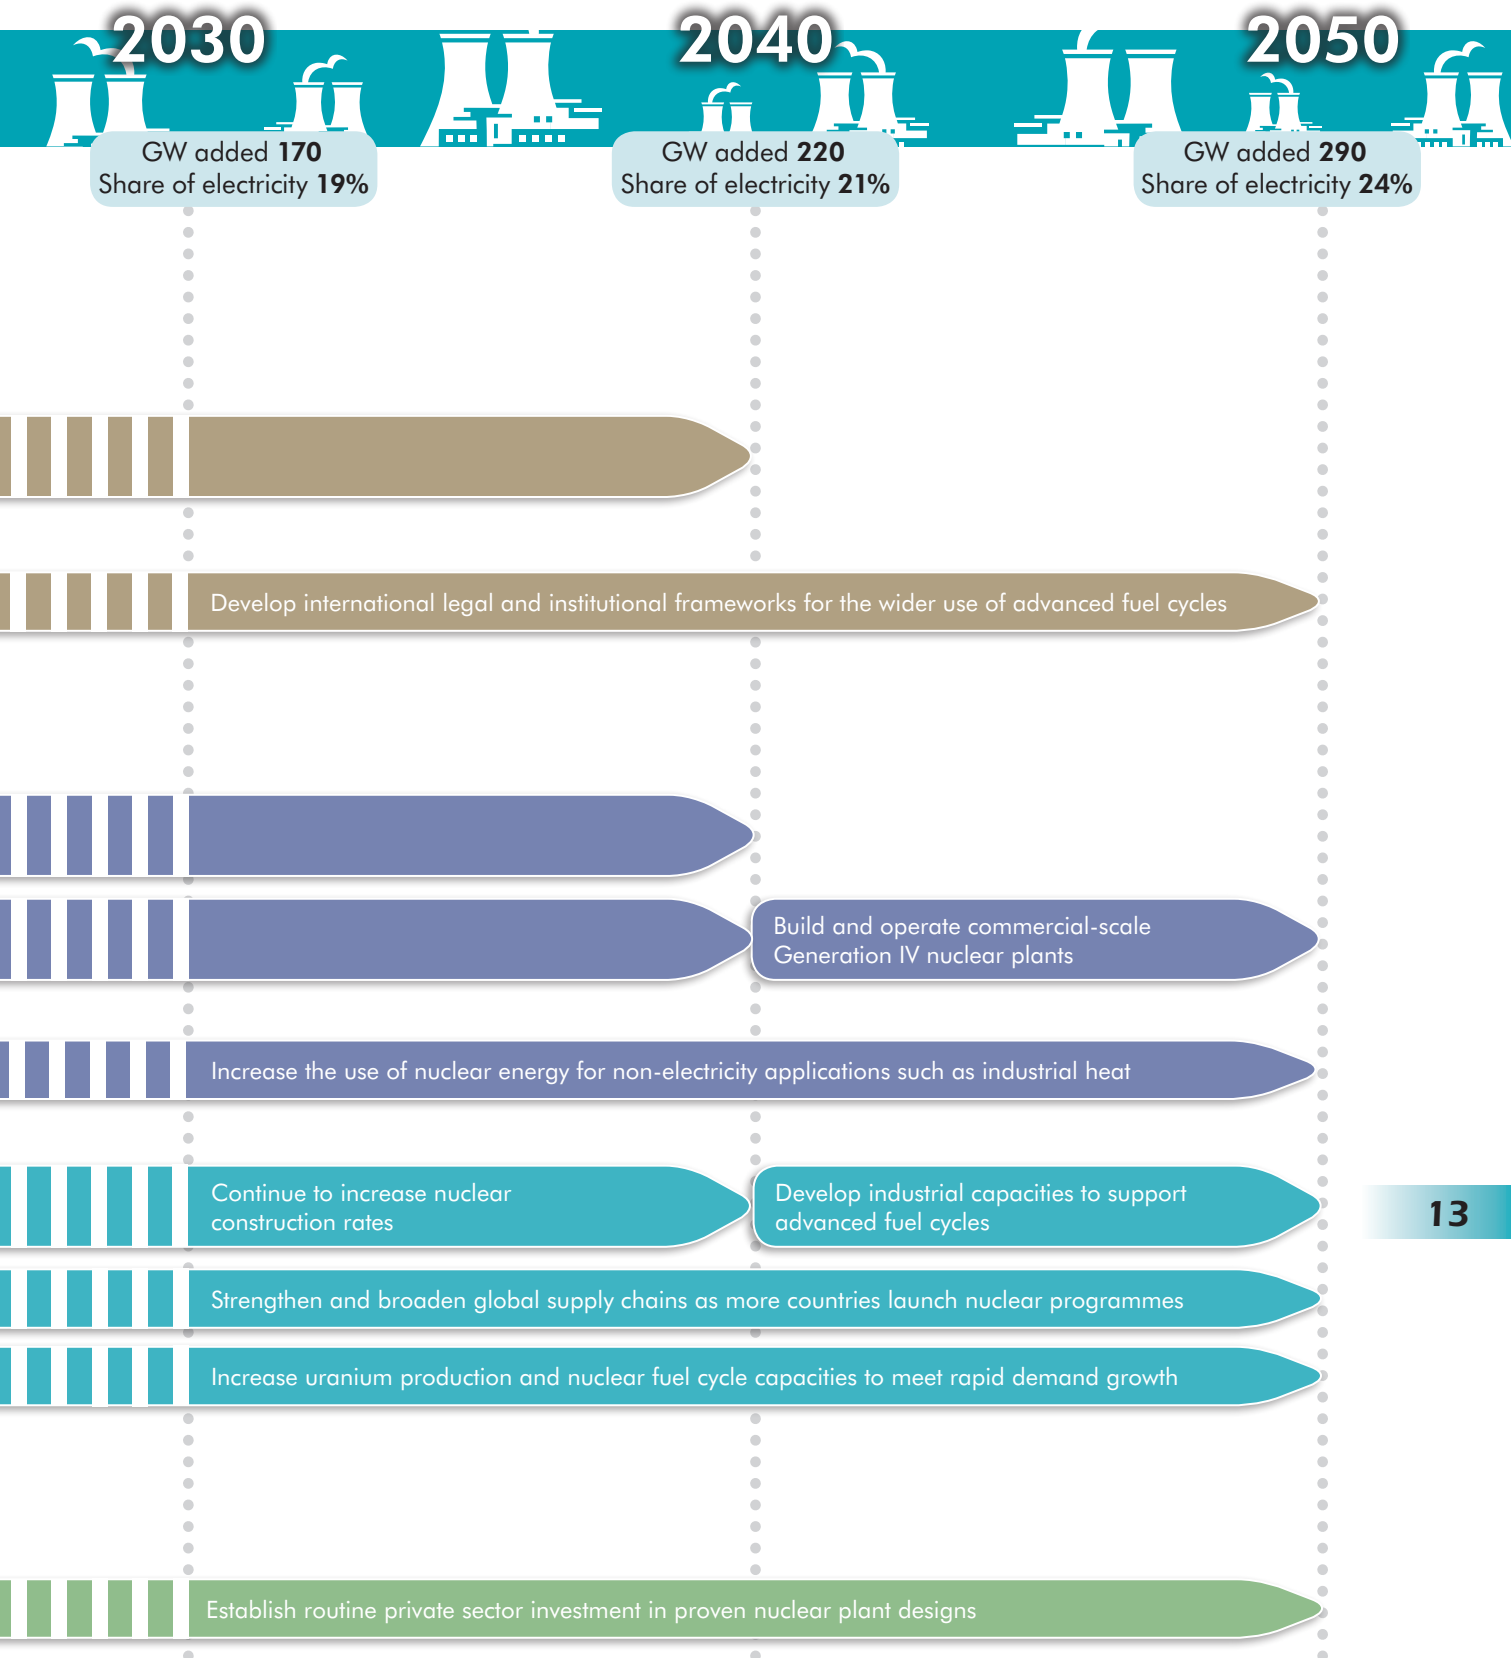 2030 2040 2050
GW added 170
Share of electricity 19%
GW added 220
Share of electricity 21%
GW added 290
Share of electricity 24%
Develop international legal and institutional frameworks for the wider use of advanced fuel cycles
Build and operate commercial-scale
Generation IV nuclear plants
Increase the use of nuclear energy for non-electricity applications such as industrial heat
Continue to increase nuclear
construction rates
Develop industrial capacities to support
advanced fuel cycles
13
Strengthen and broaden global supply chains as more countries launch nuclear programmes
Increase uranium production and nuclear fuel cycle capacities to meet rapid demand growth
Establish routine private sector investment in proven nuclear plant designs